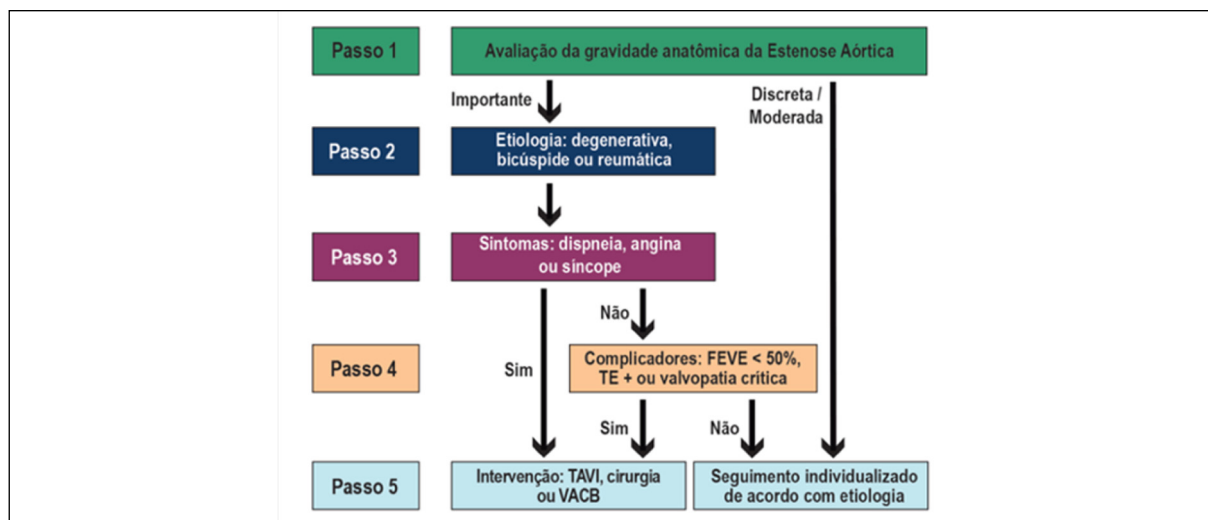 Passo 1
Avaliação da gravidade anatômica da Estenose Aórtica
Importante
Discreta /
Moderada
Passo 2
Etiologia: degenerativa,
bicúspide ou reumática
Passo 3
Sintomas: dispneia, angina
ou síncope
Não
Sim
Passo 4
Complicadores: FEVE < 50%,
TE + ou valvopatia crítica
Sim
Não
Passo 5
Intervenção: TAVI, cirurgia
ou VACB
Seguimento individualizado
de acordo com etiologia